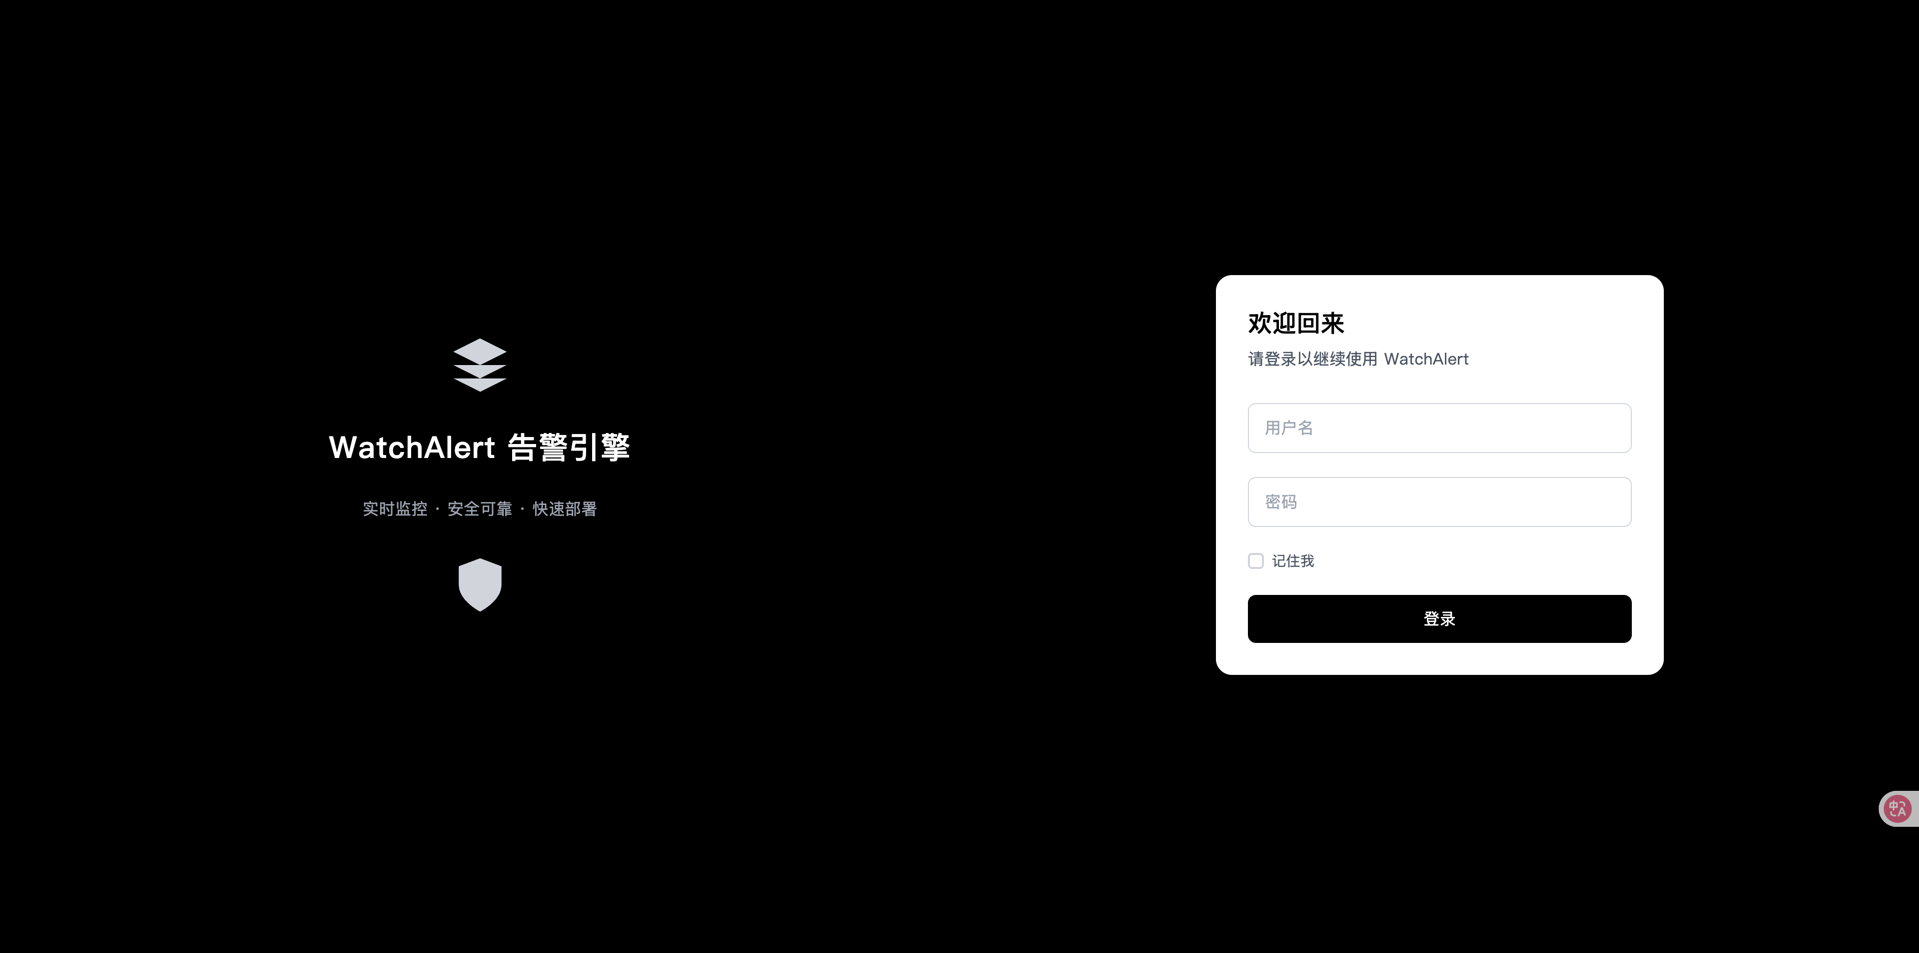 WatchAlert 告警引擎
实时监控 · 安全可靠 · 快速部署
欢迎回来
请登录以继续使用 WatchAlert
用户名
密码
记住我
登录
中A